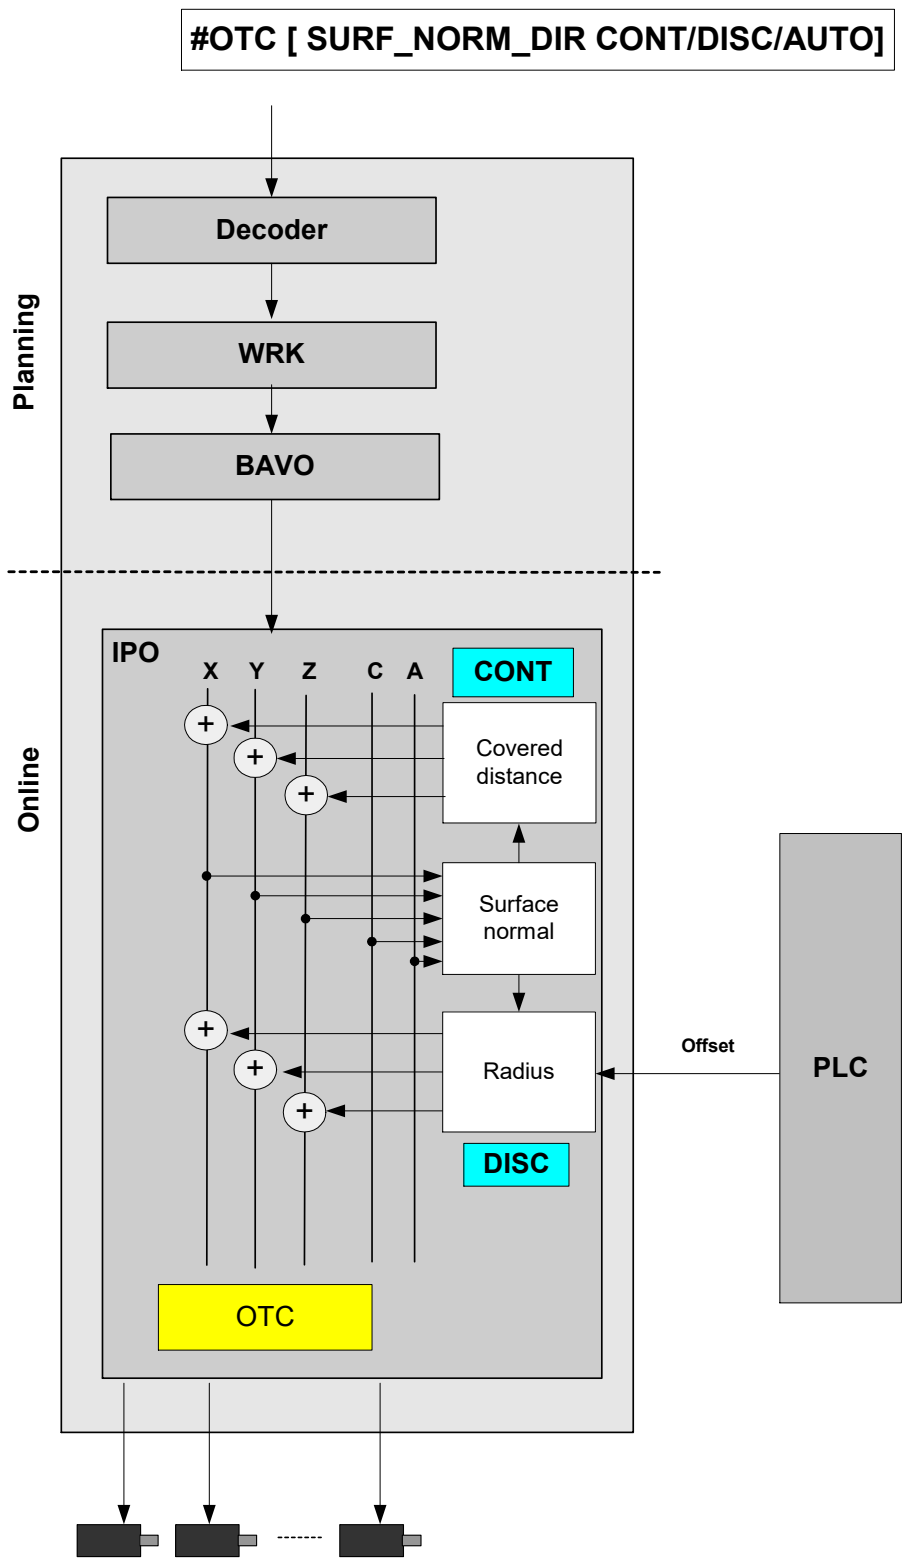 #OTC [ SURF_NORM_DIR CONT/DISC/AUTO]
Planning
Decoder
WRK
BAVO
Online
IPO
X Y Z C A
CONT
+
+
+
Covered
distance
Surface
normal
+
+
+
Radius
Offset
PLC
DISC
OTC